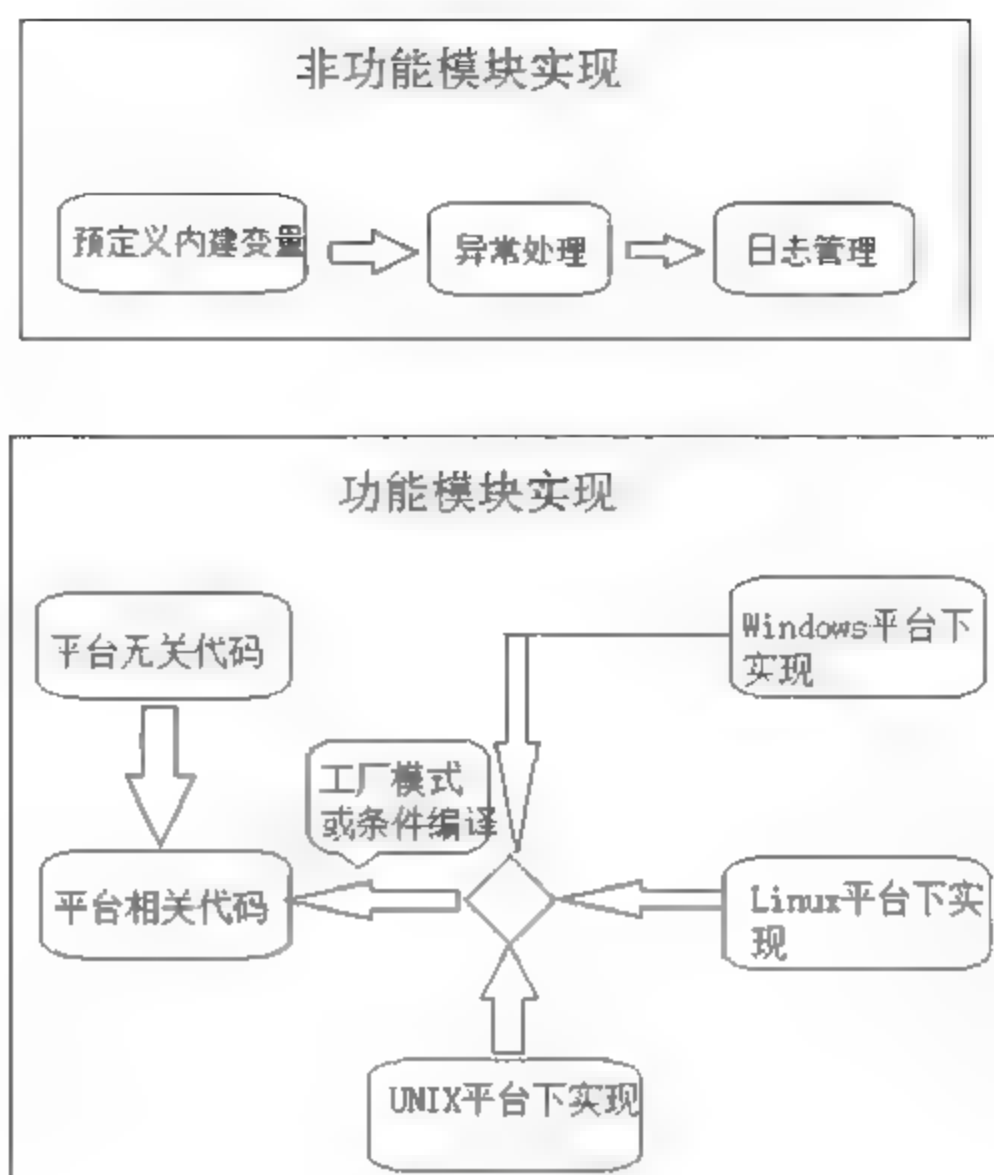 非功能模块实现
预定义内建变量
异常处理
日志管理
功能模块实现
平台无关代码
Windows平台下
实现
工厂模式
或条件编译
平台相关代码
Linux平台下实
现
UNIX平台下实现